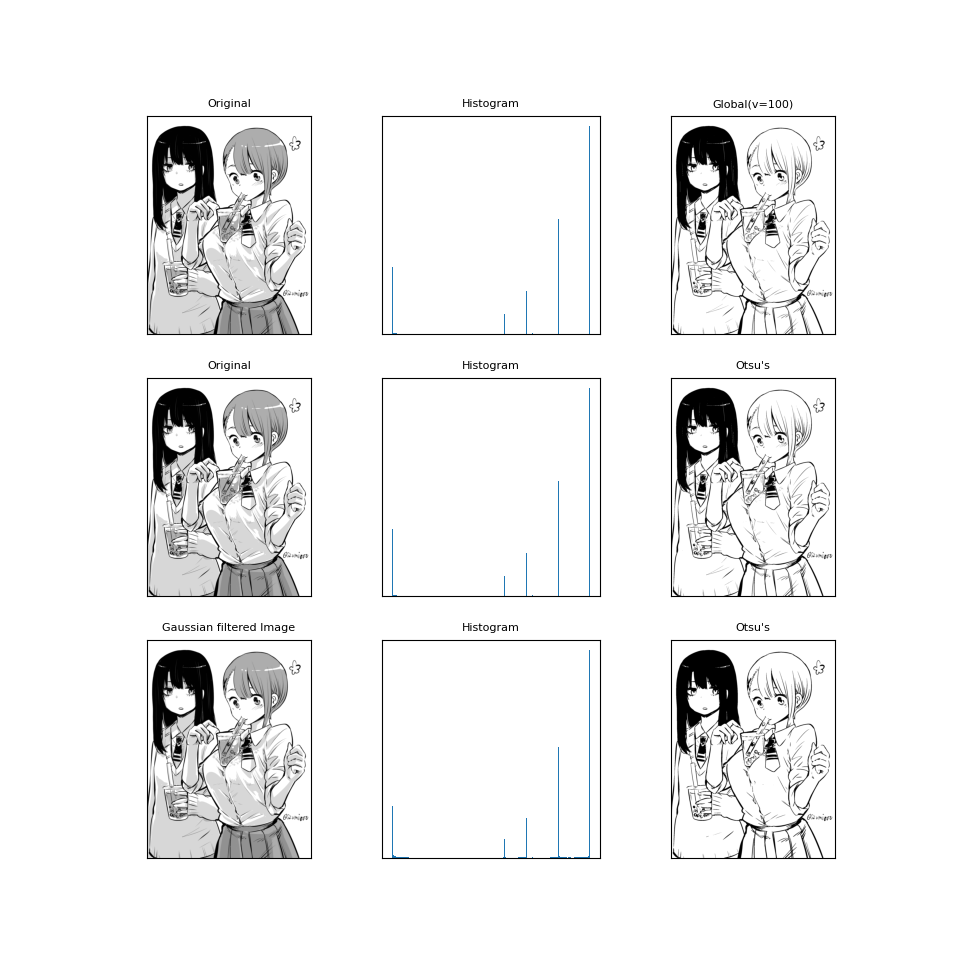 Original
Histogram
Global(v=100)
Original
Histogram
Otsu's
Gaussian filtered Image
Histogram
Otsu's